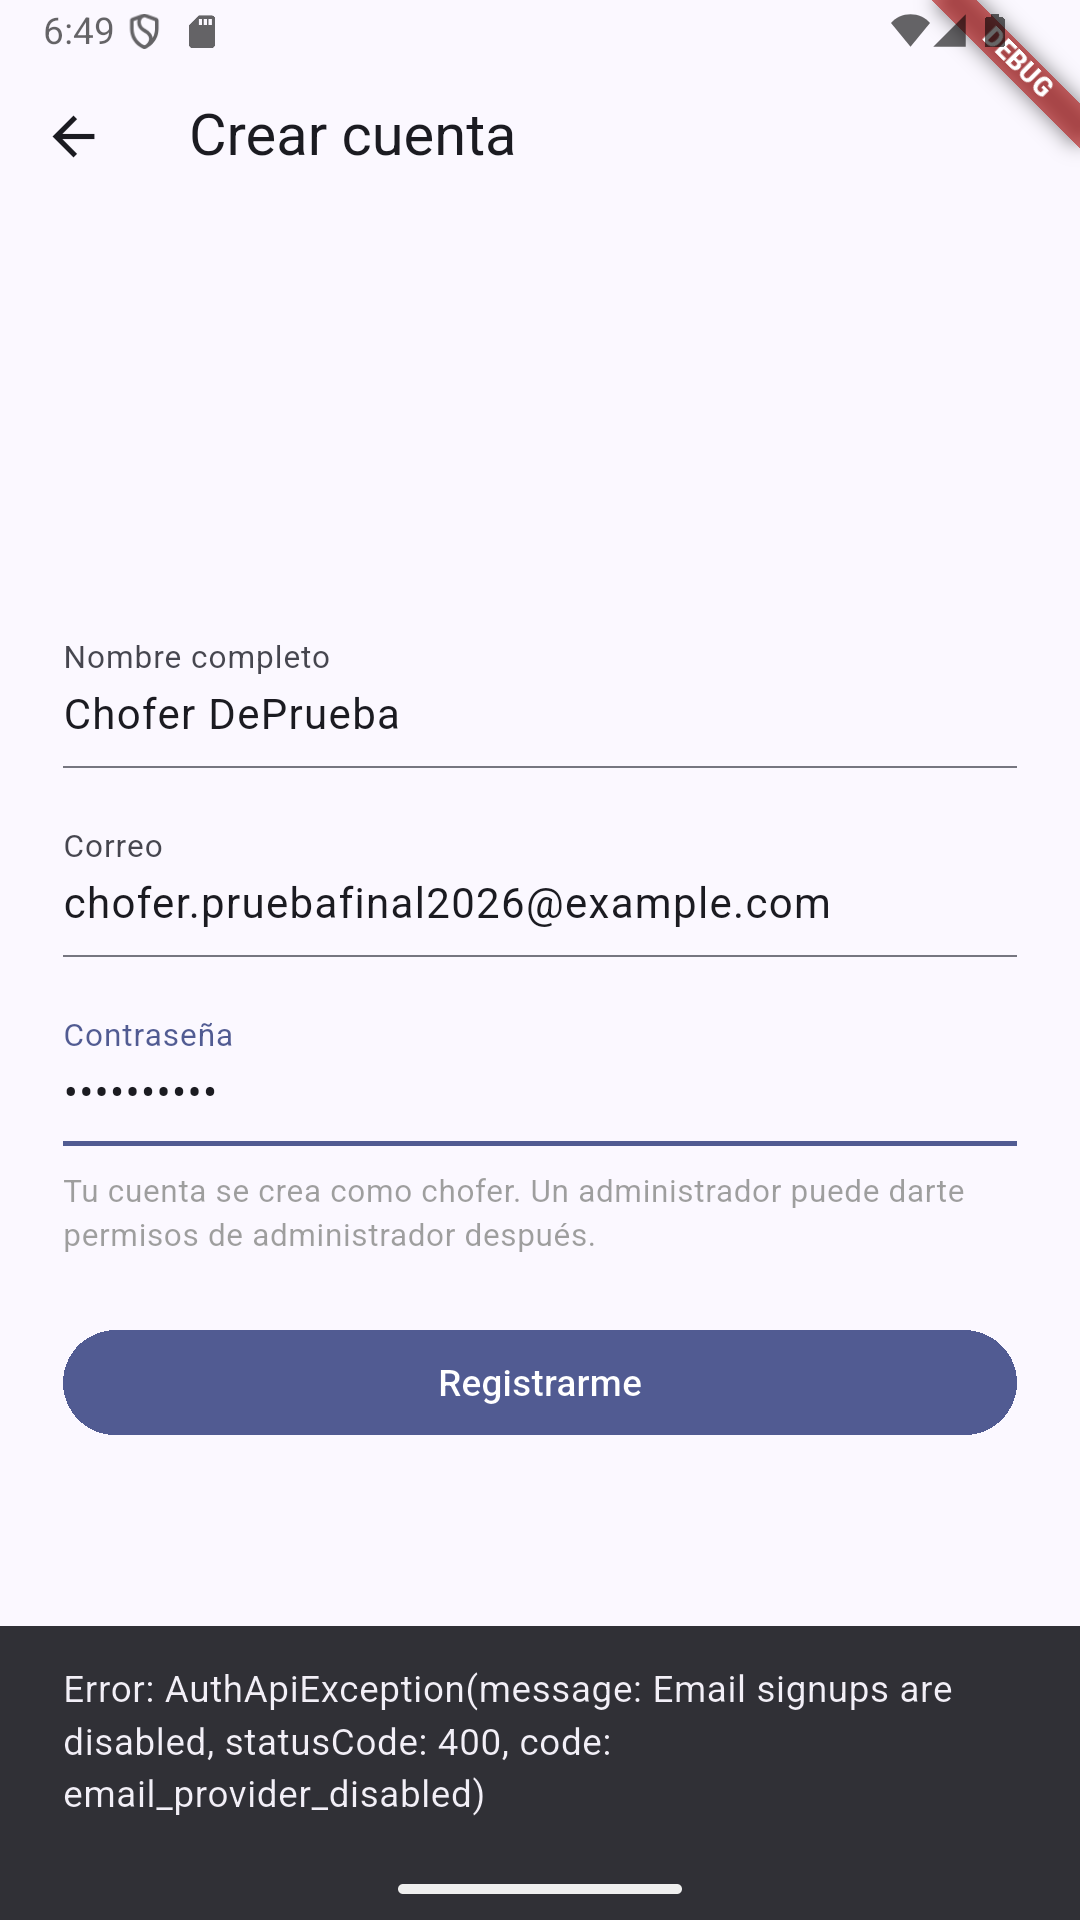 6:49
DEBUG
Crear cuenta
Nombre completo
Chofer DePrueba
Correo
chofer.pruebafinal2026@example.com
Contraseña
••••••••••
Tu cuenta se crea como chofer. Un administrador puede darte
permisos de administrador después.
Registrarme
Error: AuthApiException(message: Email signups are
disabled, statusCode: 400, code:
email_provider_disabled)